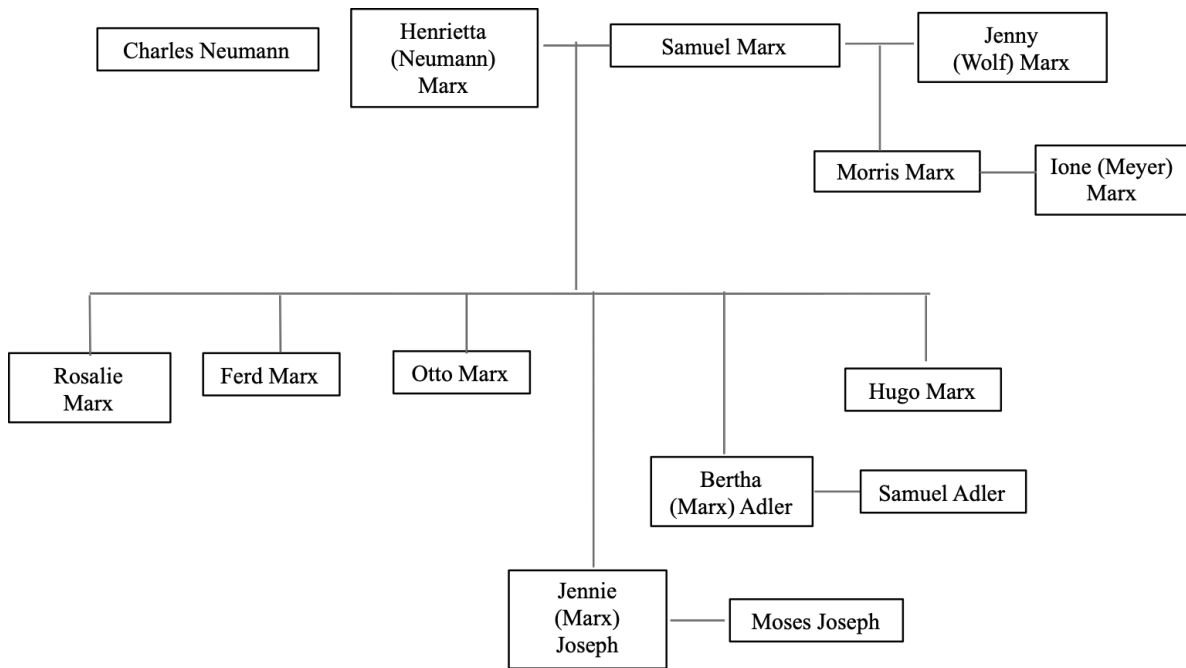 Charles Neumann
Henrietta
(Neumann)
Marx
Samuel Marx
Jenny
(Wolf) Marx
Morris Marx
Ione (Meyer)
Marx
Rosalie
Marx
Ferd Marx
Otto Marx
Hugo Marx
Bertha
(Marx) Adler
Samuel Adler
Jennie
(Marx)
Joseph
Moses Joseph